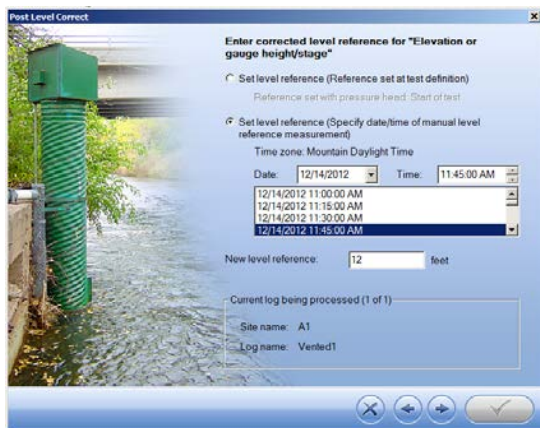 Post Level Correct
Enter corrected level reference for "Elevation or
gauge height/stage"
Set level reference (Reference set at test definition)
Reference set with pressure head: Start of test
Set level reference (Specify date/time of manual level
reference measurement)
Time zone: Mountain Daylight Time
Date: 12/14/2012 Time: 11:45:00 AM
12/14/2012 11:00:00 AM
12/14/2012 11:15:00 AM
12/14/2012 11:30:00 AM
12/14/2012 11:45:00 AM
New level reference: 12 feet
Current log being processed (1 of 1)
Site name: A1
Log name: Vented1